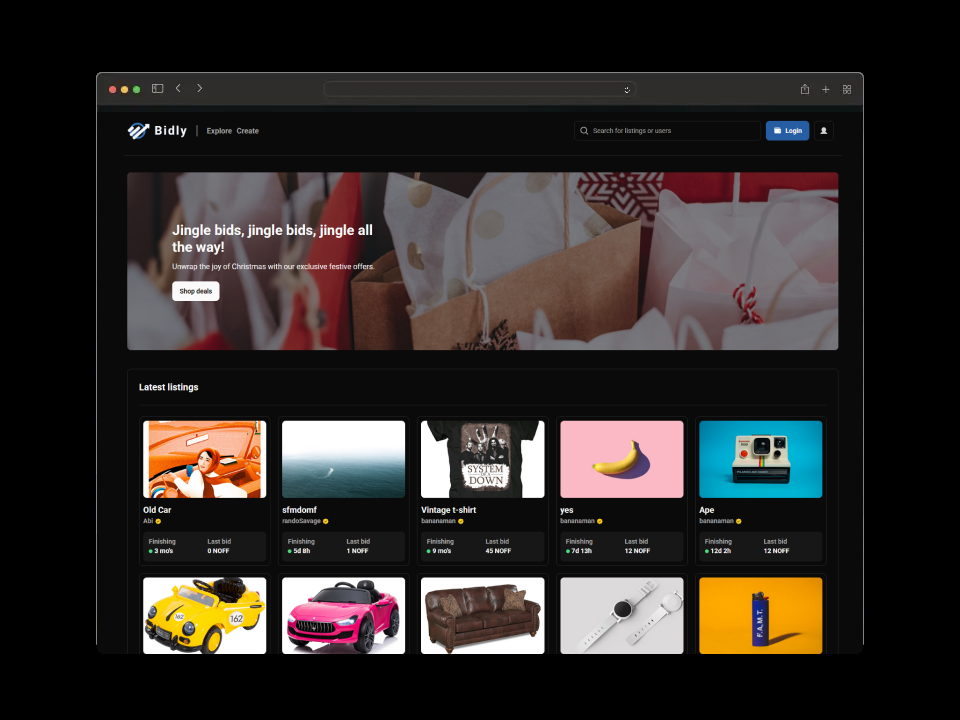 Bidly | Explore Create
Search for listings or users
Login
Jingle bids, jingle bids, jingle all
the way!
Unwrap the joy of Christmas with our exclusive festive offers.
Shop deals
Latest listings
SYSTEM
DOWN
Old Car
Abi
Finishing Last bid
3 mo's 0 NOFF
sfmdomf
randoSavage
Finishing Last bid
5d 8h 1 NOFF
Vintage t-shirt
bananaman
Finishing Last bid
9 mo's 45 NOFF
yes
bananaman
Finishing Last bid
7d 13h 12 NOFF
Ape
bananaman
Finishing Last bid
12d 2h 12 NOFF
162
162
F.A.M.T.